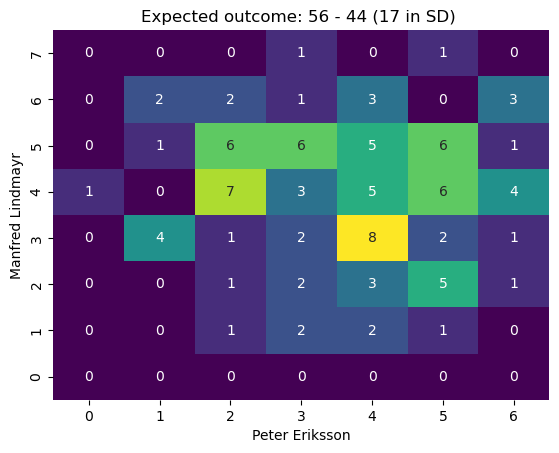 Expected outcome: 56 - 44 (17 in SD)
7 0 0 0 1 0 1 0
6 0 2 2 1 3 0 3
5 0 1 6 6 5 6 1
4 1 0 7 3 5 6 4
3 0 4 1 2 8 2 1
2 0 0 1 2 3 5 1
1 0 0 1 2 2 1 0
0 0 0 0 0 0 0 0
0 1 2 3 4 5 6
Manfred Lindmayr
Peter Eriksson